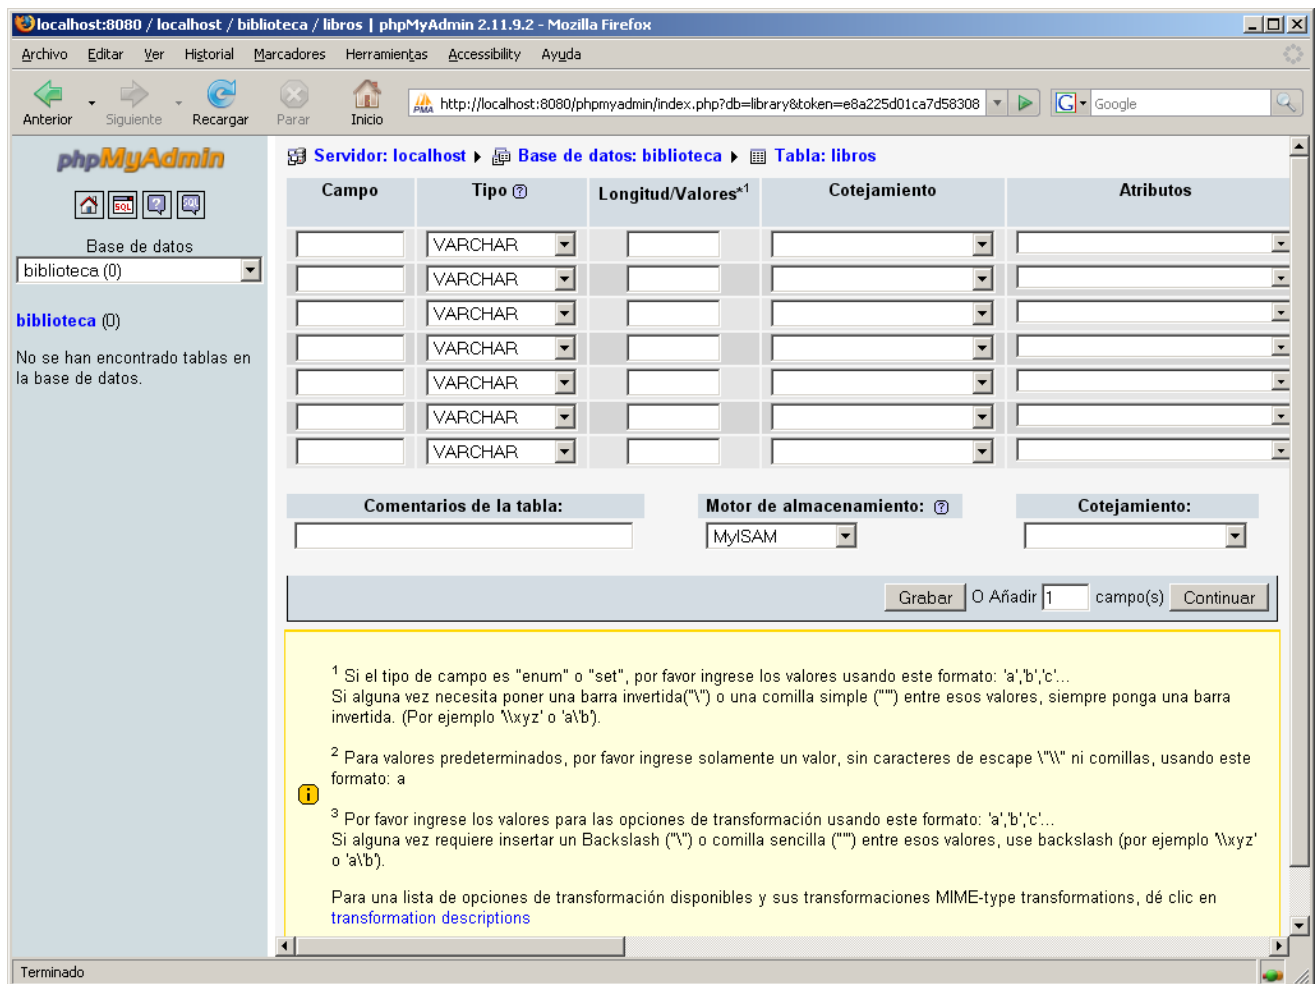 localhost:8080 / localhost / biblioteca / libros | phpMyAdmin 2.11.9.2 - Mozilla Firefox
Archivo Editar Ver Historial Marcadores Herramientas Accessibility Ayuda
Anterior Siguiente Recargar Parar Inicio
PMA http://localhost:8080/phpmyadmin/index.php?db=library&token=e8a225d01ca7d58308 G Google
phpMyAdmin
SQL SQL
Base de datos
biblioteca (0)
biblioteca (0)
No se han encontrado tablas en
la base de datos.
Servidor: localhost Base de datos: biblioteca Tabla: libros
Campo Tipo ? Longitud/Valores*1 Cotejamiento Atributos
VARCHAR
VARCHAR
VARCHAR
VARCHAR
VARCHAR
VARCHAR
VARCHAR
Comentarios de la tabla: Motor de almacenamiento: ? Cotejamiento:
MyISAM
Grabar O Añadir 1 campo(s) Continuar
1 Si el tipo de campo es "enum" o "set", por favor ingrese los valores usando este formato: 'a','b','c'...
Si alguna vez necesita poner una barra invertida("\") o una comilla simple ("'") entre esos valores, siempre ponga una barra
invertida. (Por ejemplo '\\xyz' o 'a\'b').
2 Para valores predeterminados, por favor ingrese solamente un valor, sin caracteres de escape \"\\" ni comillas, usando este
formato: a
3 Por favor ingrese los valores para las opciones de transformación usando este formato: 'a','b','c'...
Si alguna vez requiere insertar un Backslash ("\") o comilla sencilla ("'") entre esos valores, use backslash (por ejemplo '\\xyz'
o 'a\'b').
Para una lista de opciones de transformación disponibles y sus transformaciones MIME-type transformations, dé clic en
transformation descriptions
Terminado